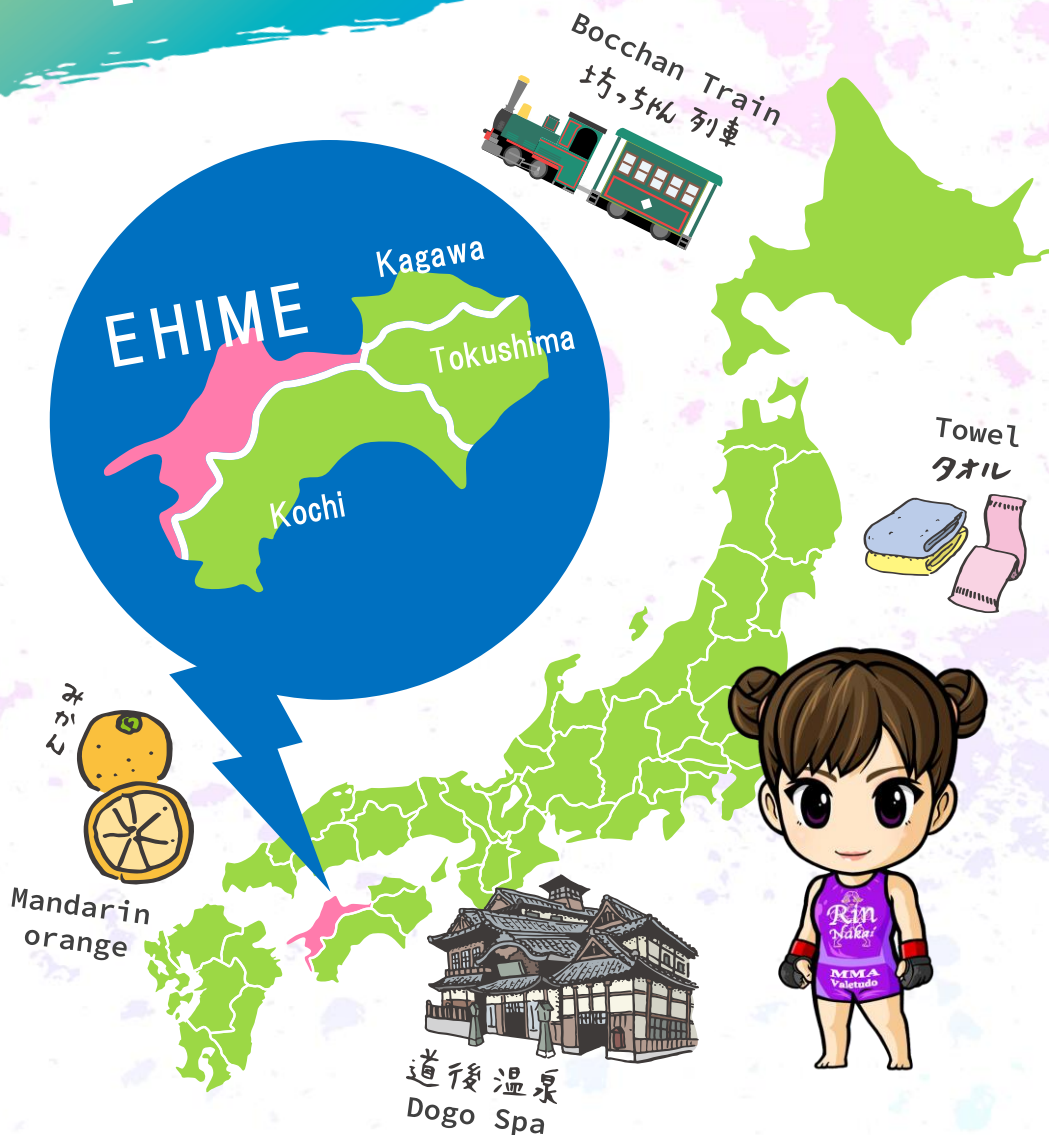 Bocchan Train
坊っちゃん 列車
Kagawa
EHIME
Tokushima
Kochi
Towel
タオル
みかん
Mandarin
orange
Rin
Nakai
MMA
Valetudo
道後温泉
Dogo Spa